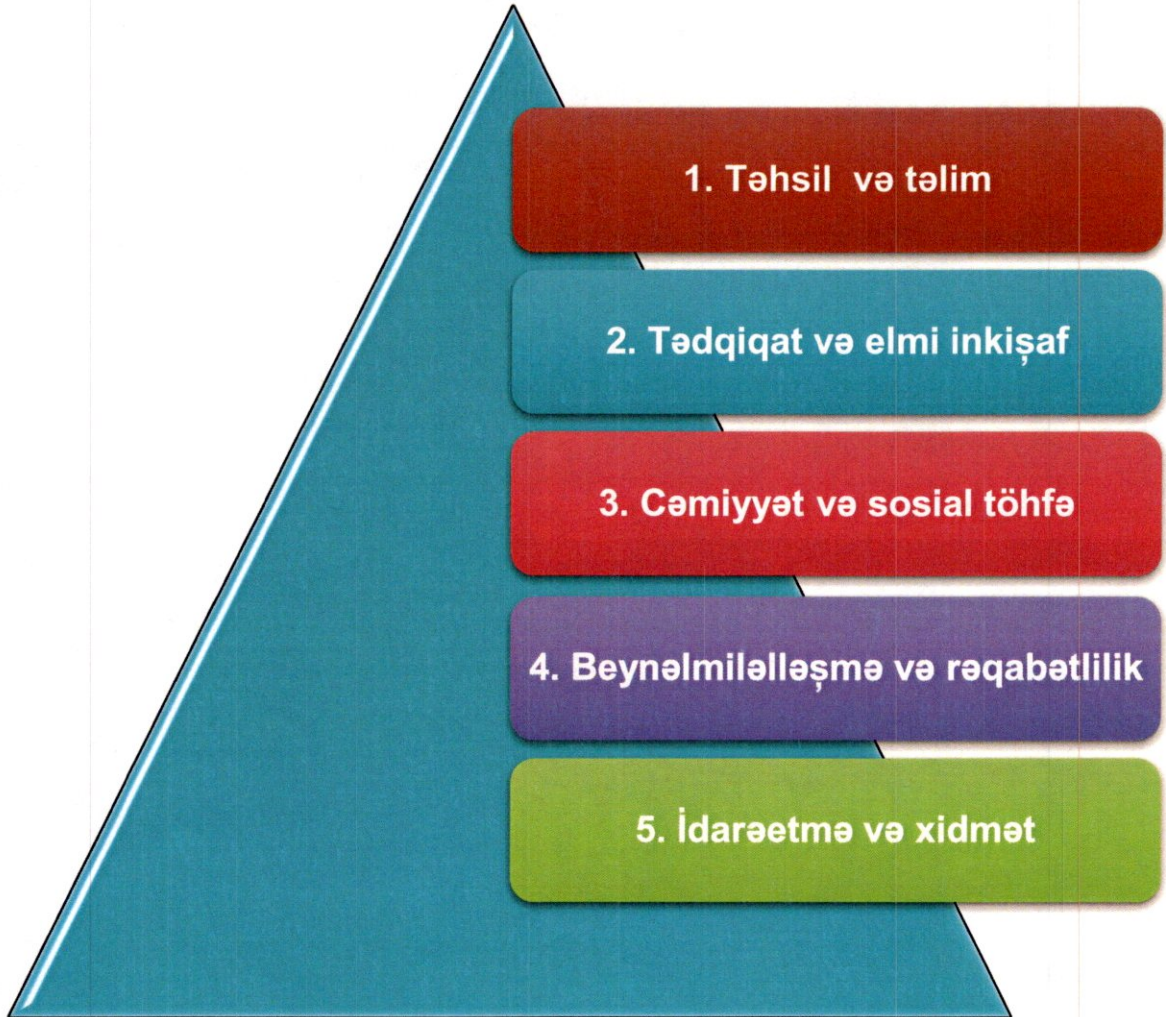 1. Təhsil və təlim
2. Tədqiqat və elmi inkişaf
3. Cəmiyyət və sosial töhfə
4. Beynəlmiləlləşmə və rəqabətlilik
5. İdarəetmə və xidmət